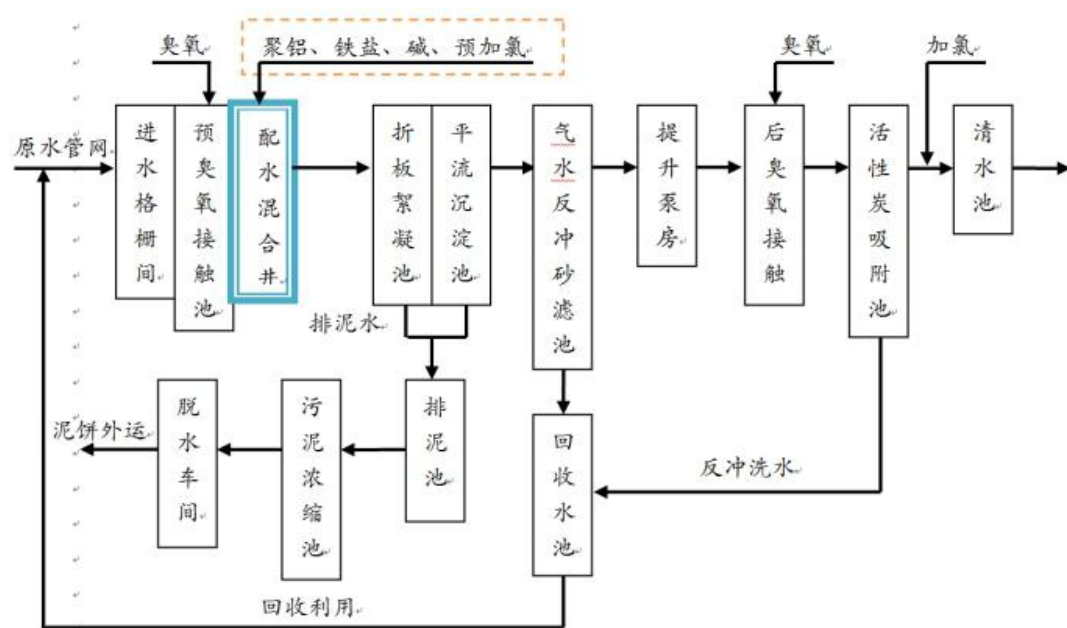 臭氧
聚铝、铁盐、碱、预加氯
臭氧
加氯
原水管网
进水格栅间
预臭氧接触池
配水混合井
折板絮凝池
平流沉淀池
气水反冲砂滤池
提升泵房
后臭氧接触
活性炭吸附池
清水池
排泥水
泥饼外运
脱水车间
污泥浓缩池
排泥池
回收水池
反冲洗水
回收利用